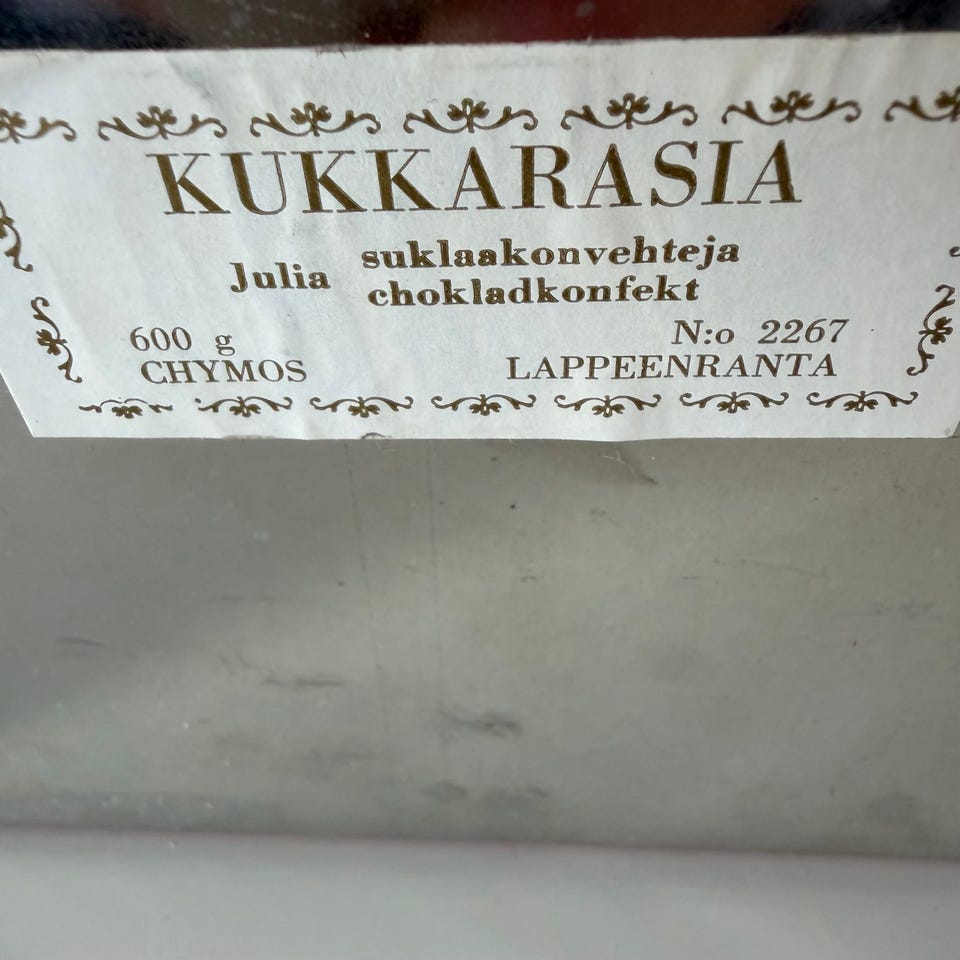 KUKKARASIA
Julia suklaakonvehteja
chokladkonfekt
600 g N:o 2267
CHYMOS LAPPEENRANTA